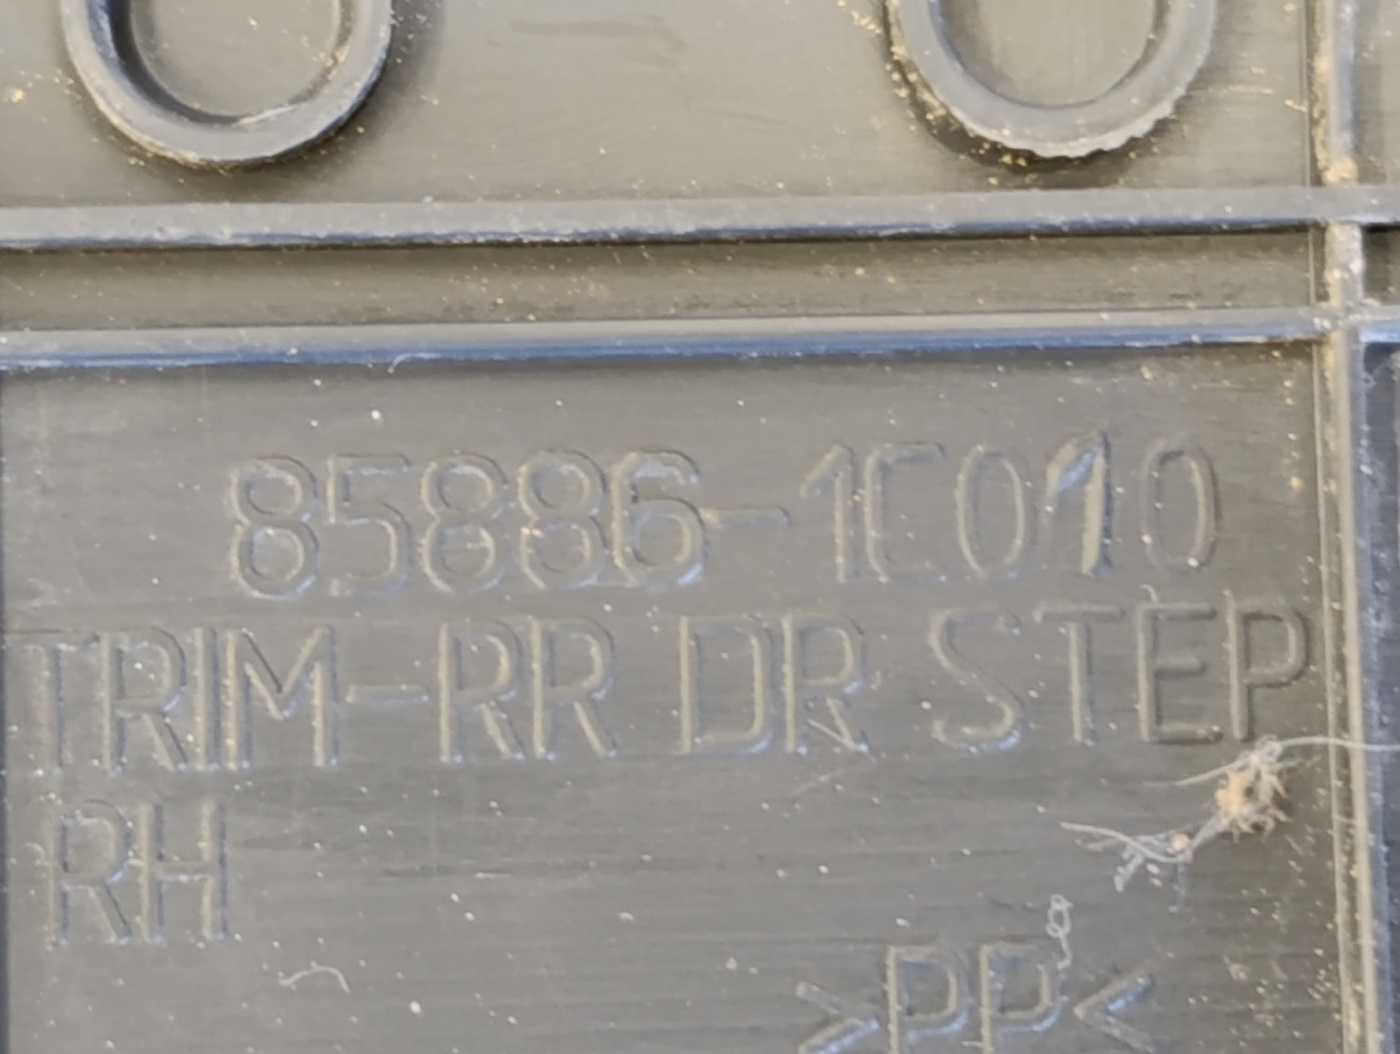 85886-1C010
TRIM-RR DR STEP
RH
>PP<